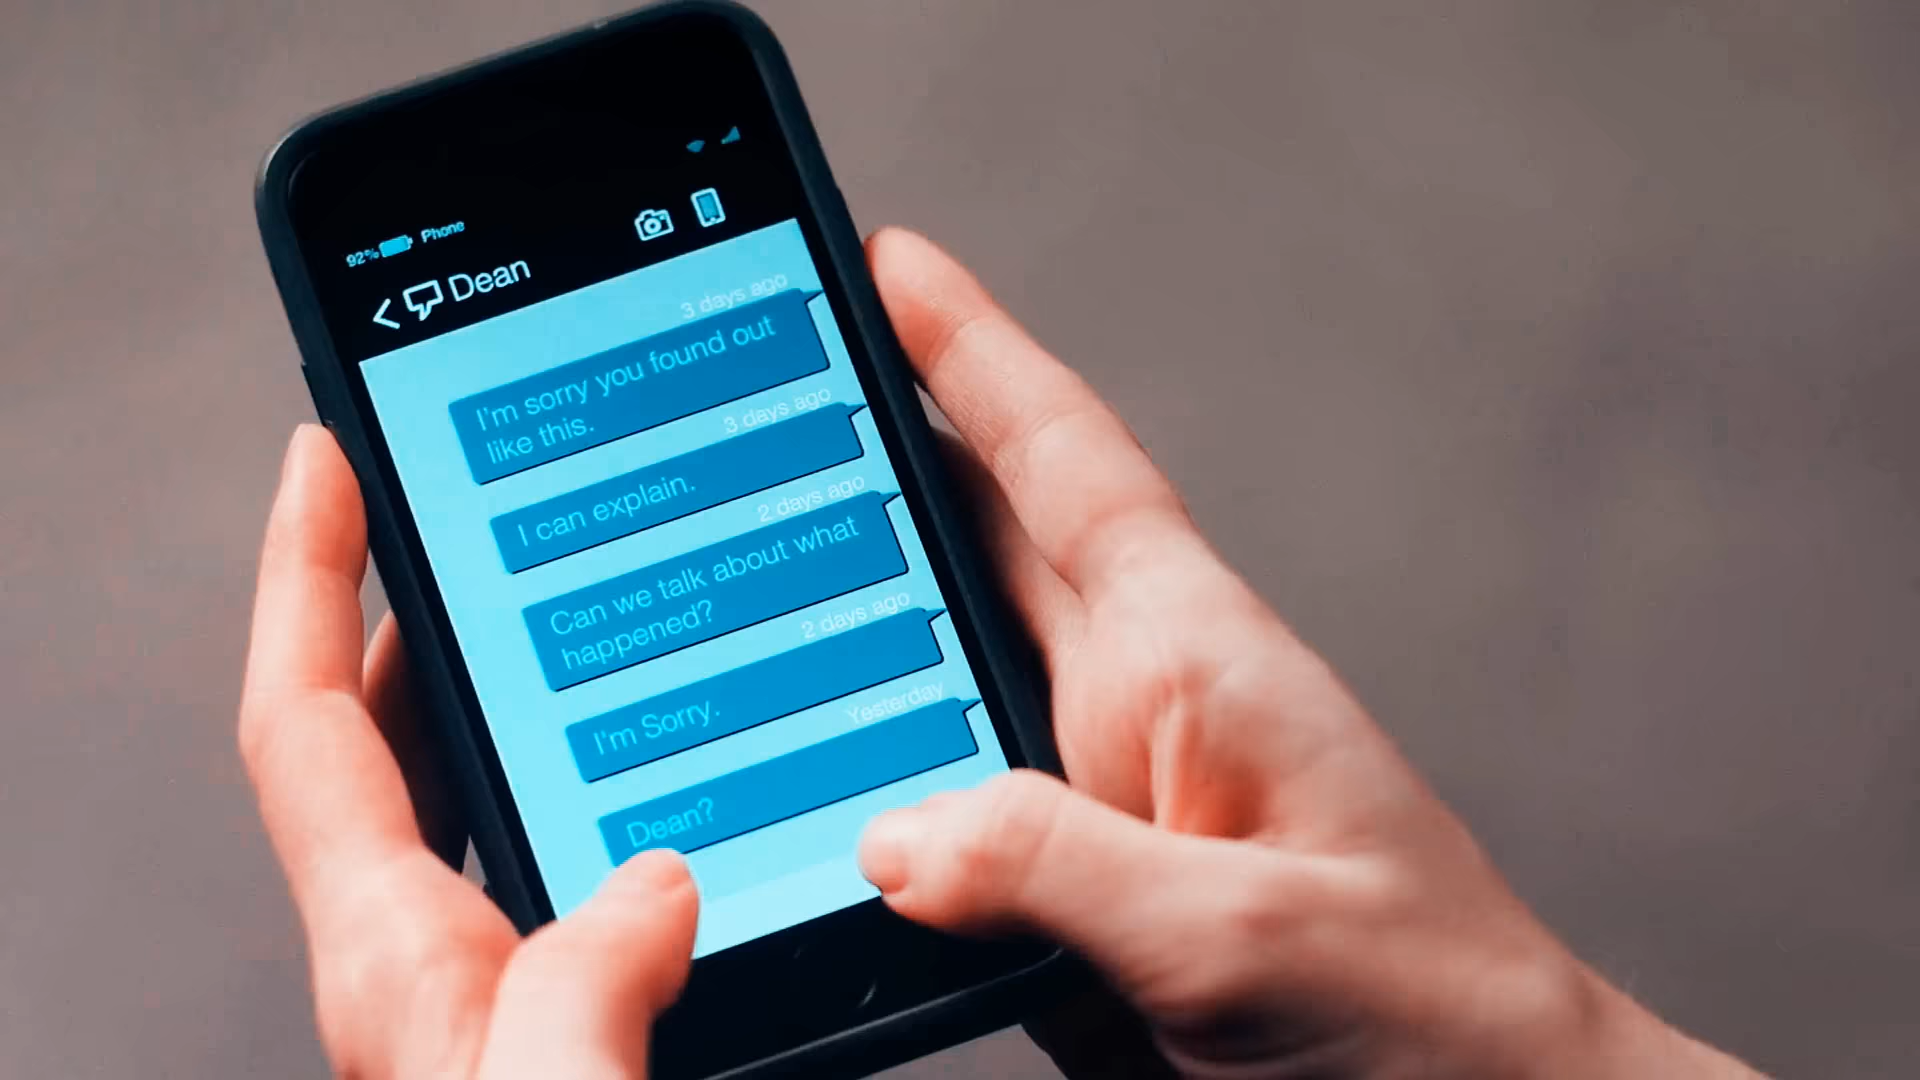 92% Phone
Dean
3 days ago
I'm sorry you found out
like this.
3 days ago
I can explain.
2 days ago
Can we talk about what
happened?
2 days ago
I'm Sorry.
Yesterday
Dean?